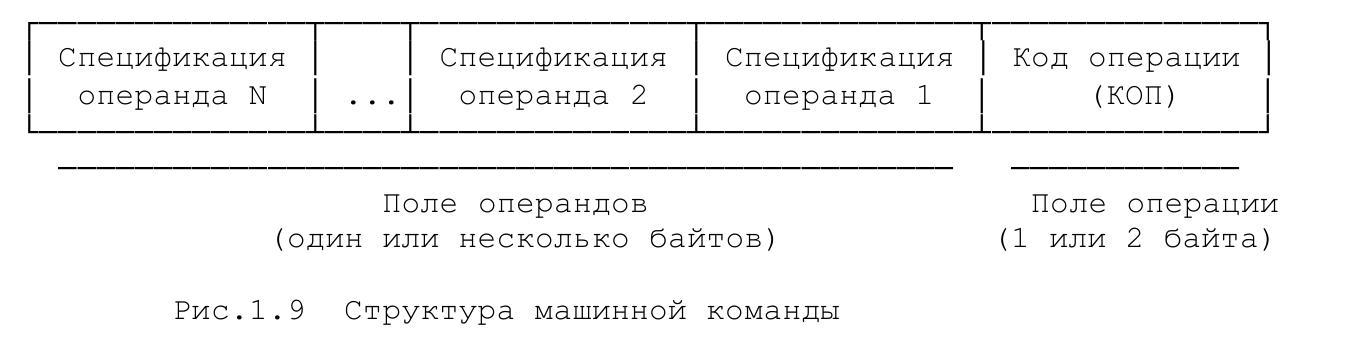 Спецификация операнда N
...
Спецификация операнда 2
Спецификация операнда 1
Код операции (КОП)
Поле операндов
(один или несколько байтов)
Поле операции
(1 или 2 байта)
Рис.1.9 Структура машинной команды